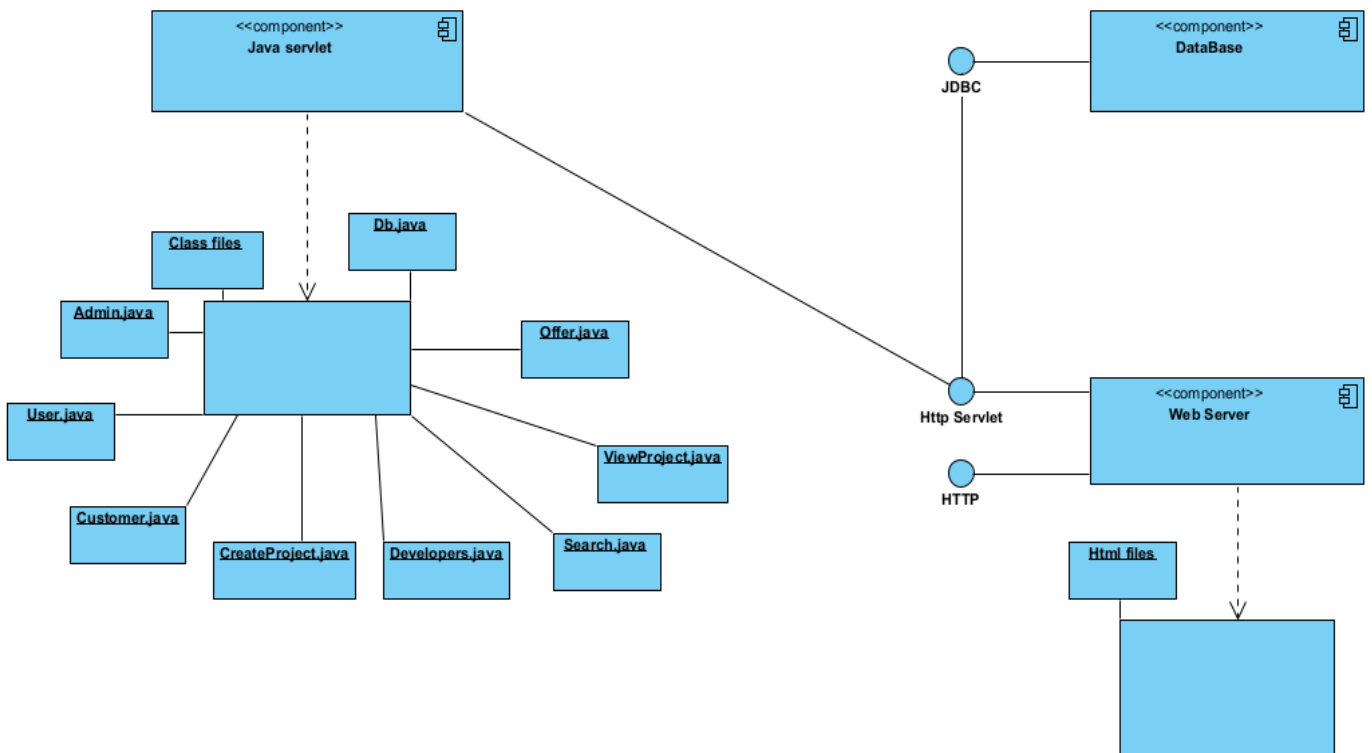 <<component>>
Java servlet
<<component>>
DataBase
JDBC
Db.java
Class files
Admin.java
Offer.java
User.java
<<component>>
Web Server
Http Servlet
ViewProject.java
HTTP
Customer.java
CreateProject.java
Developers.java
Search.java
Html files